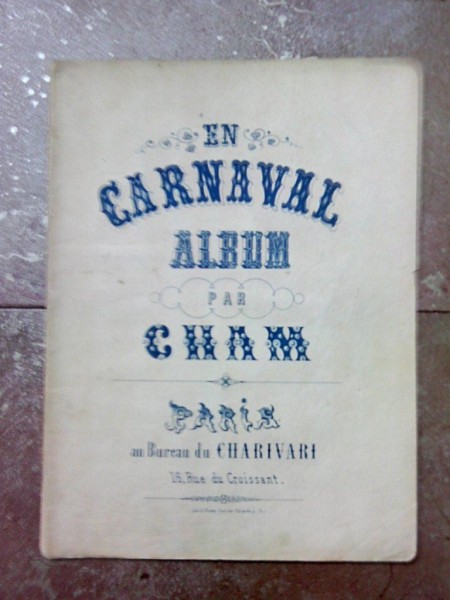 EN
CARNAVAL
ALBUM
PAR
CHAM
PARIS
au Bureau du CHARIVARI
16, Rue du Croissant.